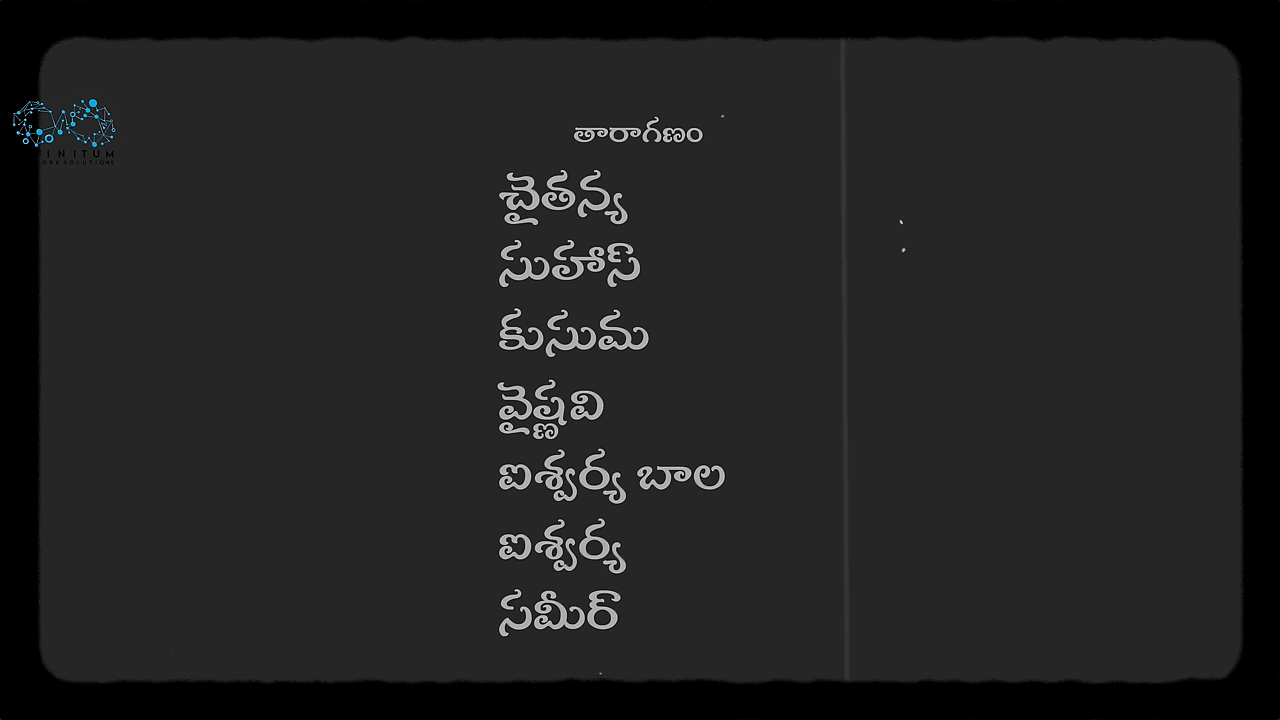 తారాగణం
చైతన్య
సుహాస్
కుసుమ
వైష్ణవి
ఐశ్వర్య బాల
ఐశ్వర్య
సమీర్